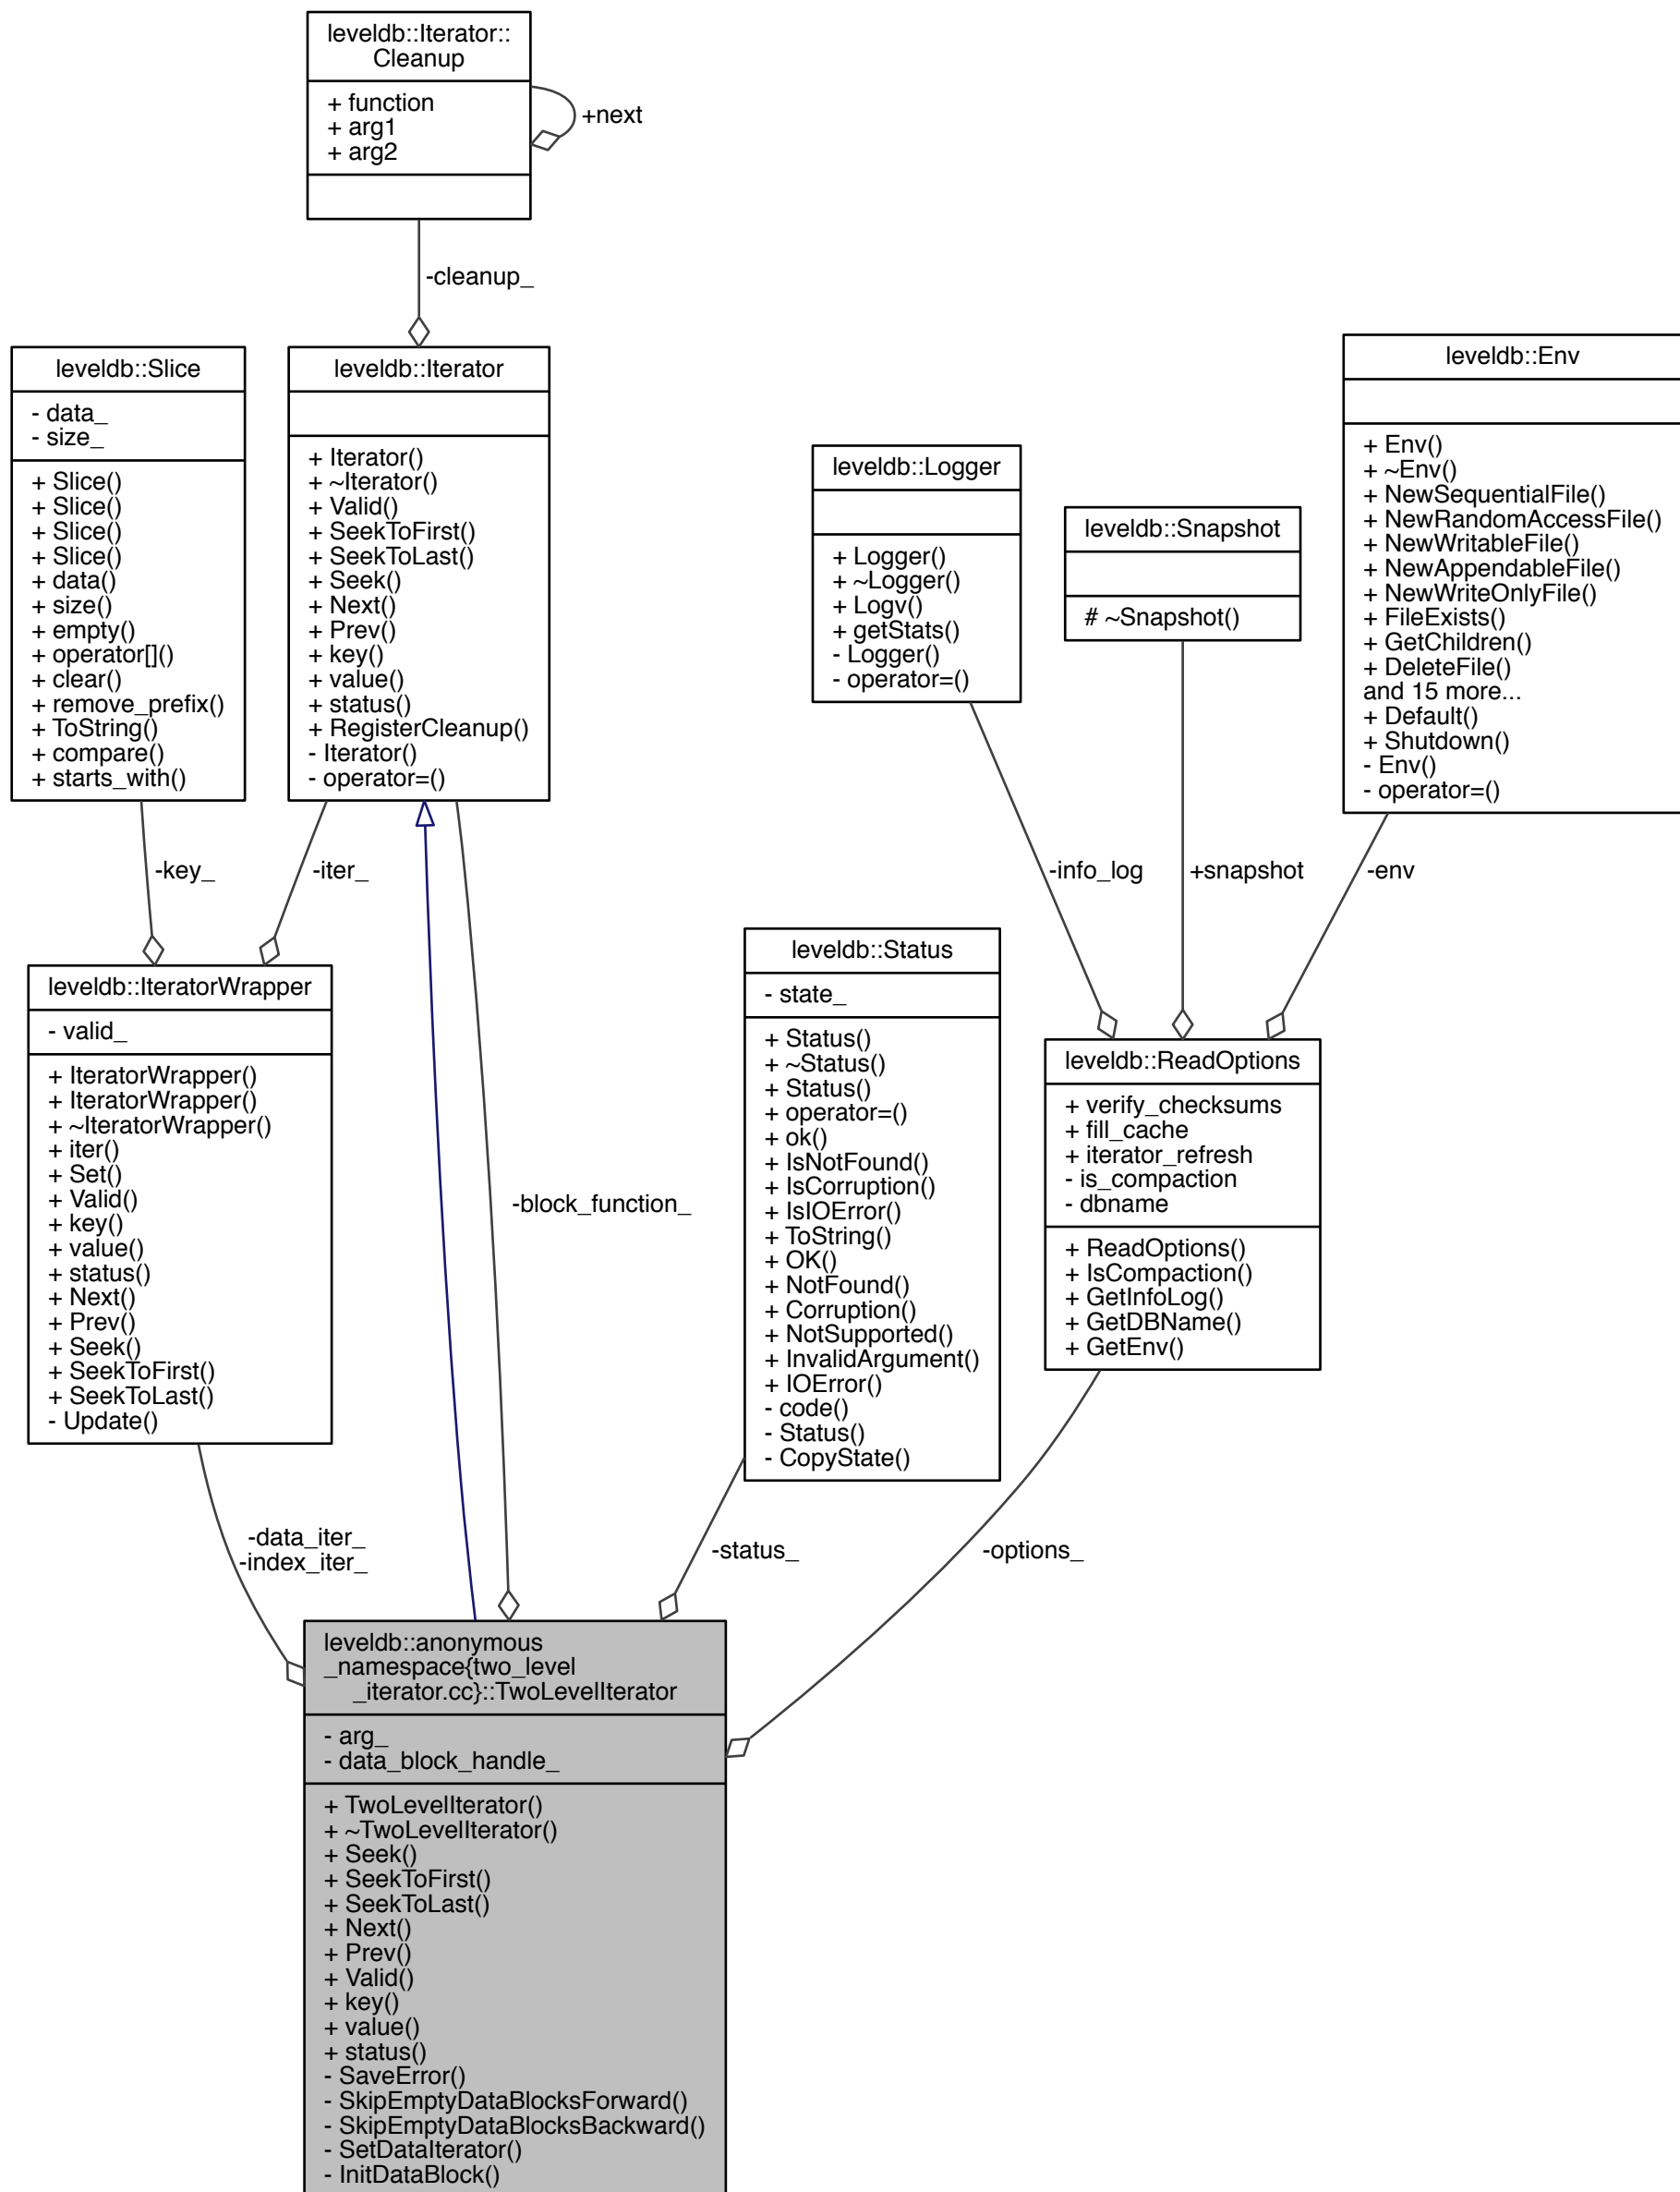 leveldb::Iterator::
Cleanup
+ function
+ arg1
+ arg2
+next
-cleanup_
leveldb::Slice
- data_
- size_
+ Slice()
+ Slice()
+ Slice()
+ Slice()
+ data()
+ size()
+ empty()
+ operator[]()
+ clear()
+ remove_prefix()
+ ToString()
+ compare()
+ starts_with()
leveldb::Iterator
+ Iterator()
+ ~Iterator()
+ Valid()
+ SeekToFirst()
+ SeekToLast()
+ Seek()
+ Next()
+ Prev()
+ key()
+ value()
+ status()
+ RegisterCleanup()
- Iterator()
- operator=()
leveldb::Logger
+ Logger()
+ ~Logger()
+ Logv()
+ getStats()
- Logger()
- operator=()
leveldb::Snapshot
# ~Snapshot()
leveldb::Env
+ Env()
+ ~Env()
+ NewSequentialFile()
+ NewRandomAccessFile()
+ NewWritableFile()
+ NewAppendableFile()
+ NewWriteOnlyFile()
+ FileExists()
+ GetChildren()
+ DeleteFile()
and 15 more...
+ Default()
+ Shutdown()
- Env()
- operator=()
-key_
-iter_
-info_log
+snapshot
-env
leveldb::IteratorWrapper
- valid_
+ IteratorWrapper()
+ IteratorWrapper()
+ ~IteratorWrapper()
+ iter()
+ Set()
+ Valid()
+ key()
+ value()
+ status()
+ Next()
+ Prev()
+ Seek()
+ SeekToFirst()
+ SeekToLast()
- Update()
-block_function_
leveldb::Status
- state_
+ Status()
+ ~Status()
+ Status()
+ operator=()
+ ok()
+ IsNotFound()
+ IsCorruption()
+ IsIOError()
+ ToString()
+ OK()
+ NotFound()
+ Corruption()
+ NotSupported()
+ InvalidArgument()
+ IOError()
- code()
- Status()
- CopyState()
leveldb::ReadOptions
+ verify_checksums
+ fill_cache
+ iterator_refresh
- is_compaction
- dbname
+ ReadOptions()
+ IsCompaction()
+ GetInfoLog()
+ GetDBName()
+ GetEnv()
-data_iter_
-index_iter_
-status_
-options_
leveldb::anonymous
_namespace{two_level
_iterator.cc}::TwoLevelIterator
- arg_
- data_block_handle_
+ TwoLevelIterator()
+ ~TwoLevelIterator()
+ Seek()
+ SeekToFirst()
+ SeekToLast()
+ Next()
+ Prev()
+ Valid()
+ key()
+ value()
+ status()
- SaveError()
- SkipEmptyDataBlocksForward()
- SkipEmptyDataBlocksBackward()
- SetDataIterator()
- InitDataBlock()